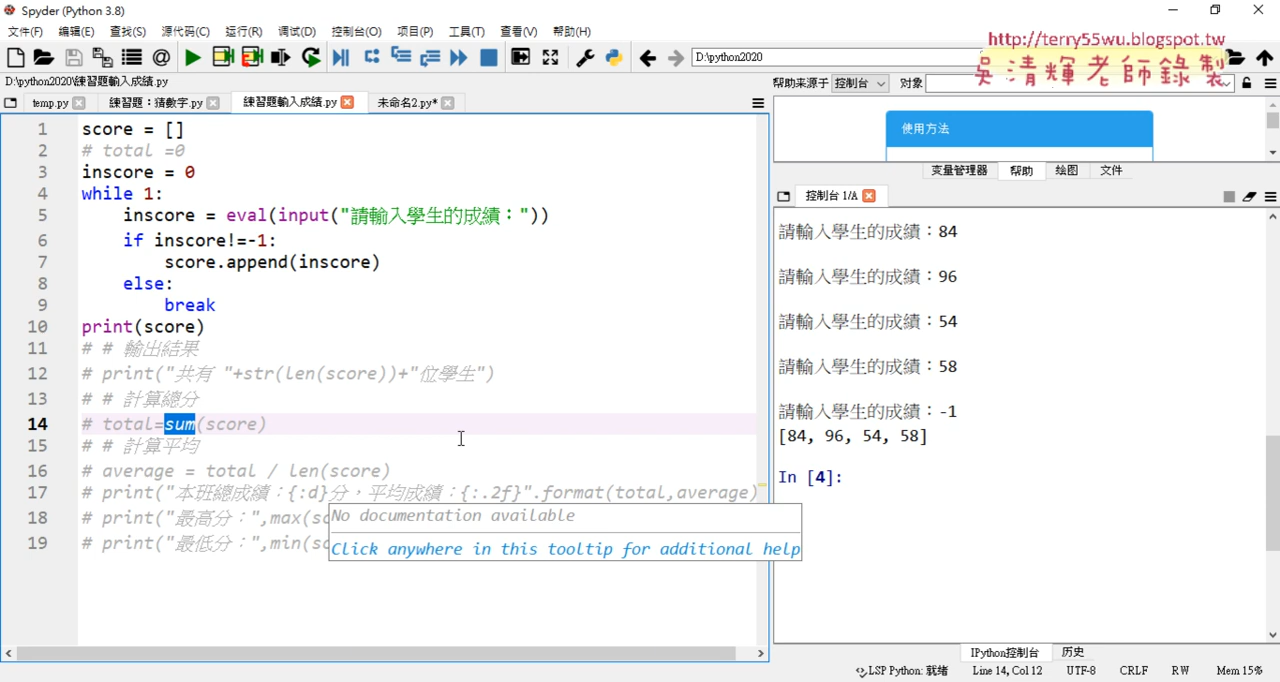 Spyder (Python 3.8)
文件(F) 编辑(E) 查找(S) 源代码(C) 运行(R) 调试(D) 控制台(O) 项目(P) 工具(T) 查看(V) 帮助(H)
D:\python2020
http://terry55wu.blogspot.tw
吳清輝老師錄製
D:\python2020\練習題輸入成績.py
temp.py 練習題：猜數字.py 練習題輸入成績.py 未命名2.py*
1 score = []
2 # total =0
3 inscore = 0
4 while 1:
5 inscore = eval(input("請輸入學生的成績："))
6 if inscore!=-1:
7 score.append(inscore)
8 else:
9 break
10 print(score)
11 # # 輸出結果
12 # print("共有 "+str(len(score))+"位學生")
13 # # 計算總分
14 # total=sum(score)
15 # # 計算平均
16 # average = total / len(score)
17 # print("本班總成績：{:d}分，平均成績：{:.2f}".format(total,average)
18 # print("最高分：",max(sc
19 # print("最低分：",min(sc
No documentation available
Click anywhere in this tooltip for additional help
帮助来源于 控制台 对象
使用方法
变量管理器 帮助 绘图 文件
控制台 1/A
請輸入學生的成績：84
請輸入學生的成績：96
請輸入學生的成績：54
請輸入學生的成績：58
請輸入學生的成績：-1
[84, 96, 54, 58]
In [4]:
IPython控制台 历史
LSP Python: 就绪 Line 14, Col 12 UTF-8 CRLF RW Mem 15%